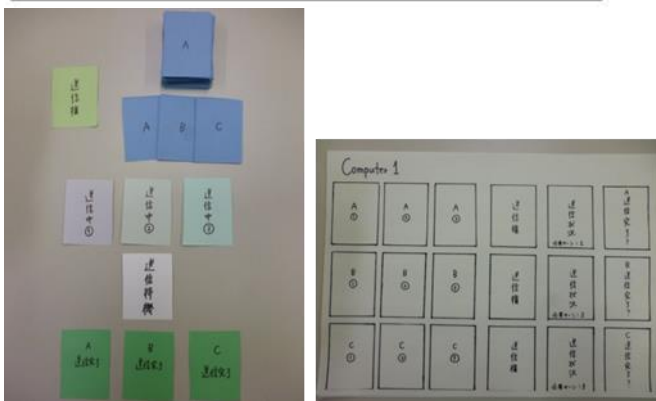 A
送信権
A
B
C
送信中①
送信中②
送信中③
送信待機
A
送信完了
B
送信完了
C
送信完了
Computer 1
A
①
A
②
A
③
送信権
送信状況
A送信完了?
B
①
B
②
B
③
送信権
送信状況
B送信完了?
C
①
C
②
C
③
送信権
送信状況
C送信完了?